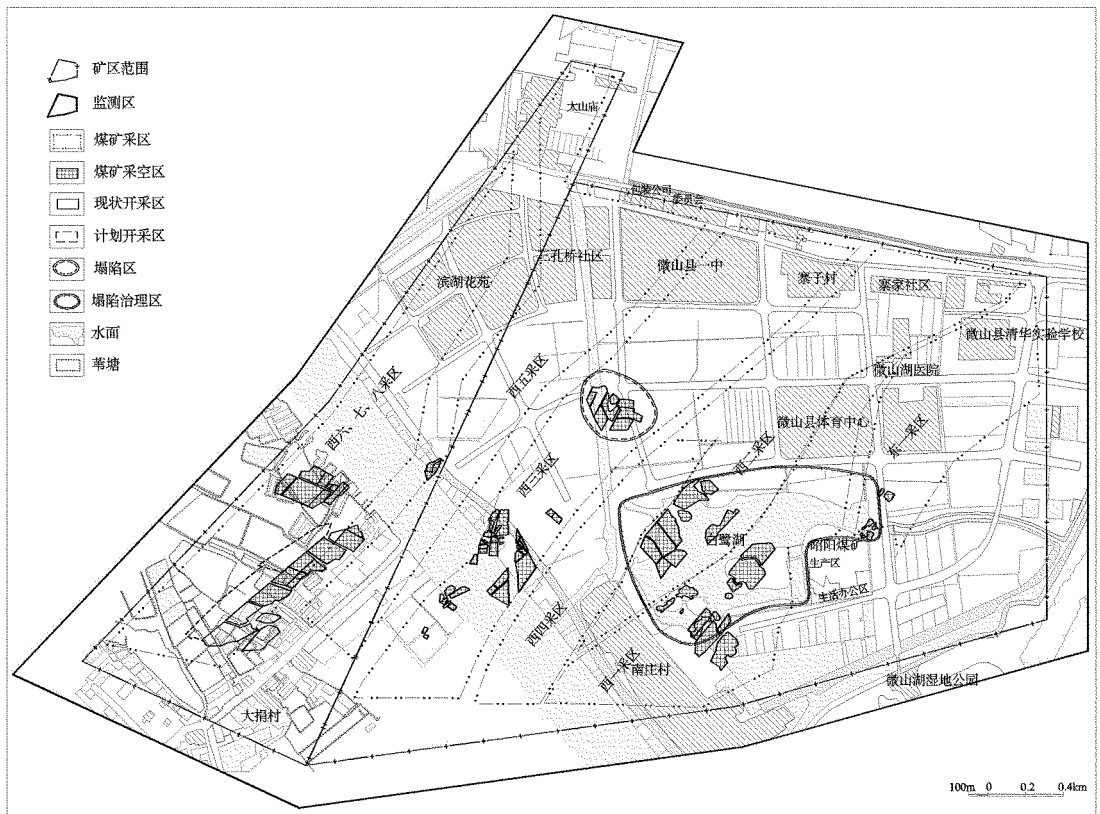 矿区范围
监测区
煤矿采区
煤矿采空区
现状开采区
计划开采区
塌陷区
塌陷治理区
水面
苇塘
太山庙
包装公司
委员会
三孔桥社区
微山县一中
滨湖花苑
寨子村
寨家社区
微山县清华实验学校
微山湖医院
西六、七、八采区
西五采区
微山县体育中心
西一采区
东一采区
西三采区
白鹭湖
昭阳煤矿
生产区
生活办公区
西四采区
西一采区
南庄村
微山湖湿地公园
大捐村
100m 0 0.2 0.4km